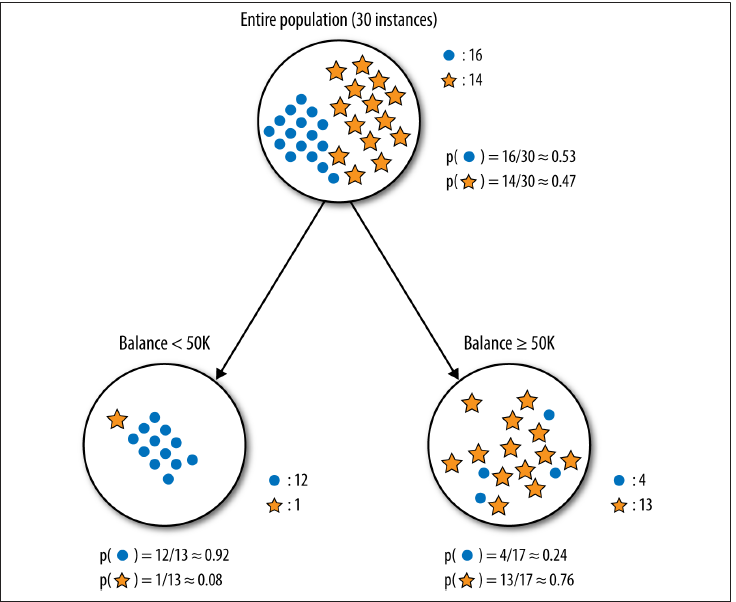 Entire population (30 instances)
: 16
: 14
p( ) = 16/30 ≈ 0.53
p( ) = 14/30 ≈ 0.47
Balance < 50K
Balance ≥ 50K
: 12
: 1
: 4
: 13
p( ) = 12/13 ≈ 0.92
p( ) = 1/13 ≈ 0.08
p( ) = 4/17 ≈ 0.24
p( ) = 13/17 ≈ 0.76